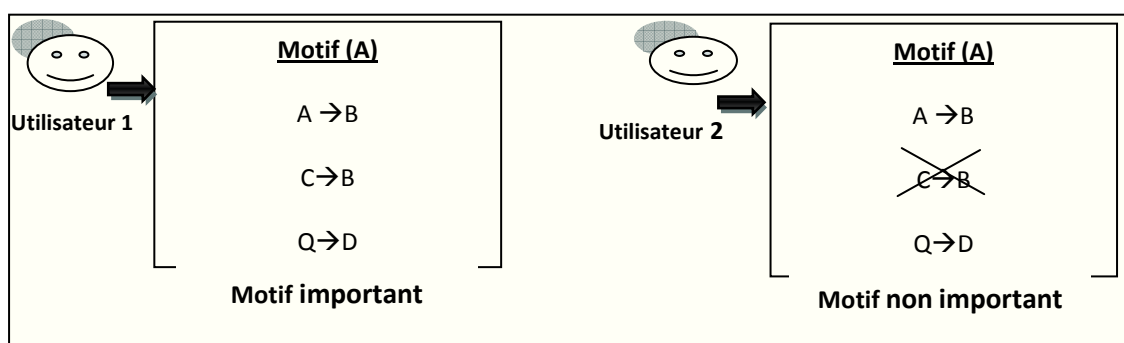 Motif (A)
A →B
Utilisateur 1
C→B
Q→D
Motif important
Motif (A)
A →B
Utilisateur 2
C→B
Q→D
Motif non important